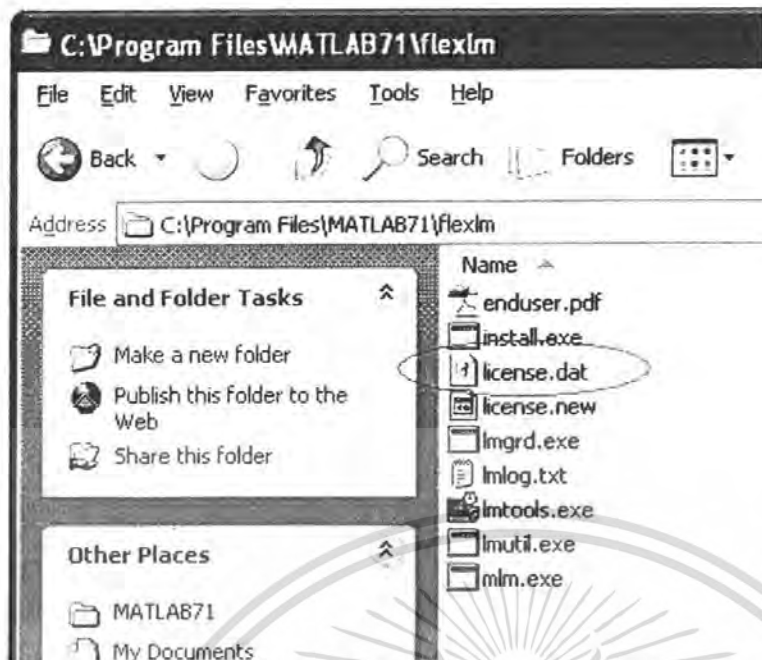 C:\Program Files\MATLAB71\flexlm
File Edit View Favorites Tools Help
Back Search Folders
Address C:\Program Files\MATLAB71\flexlm
File and Folder Tasks
Make a new folder
Publish this folder to the
Web
Share this folder
Other Places
MATLAB71
My Documents
Name
enduser.pdf
install.exe
license.dat
license.new
lmgrd.exe
lmlog.txt
lmtools.exe
lmutil.exe
mlm.exe